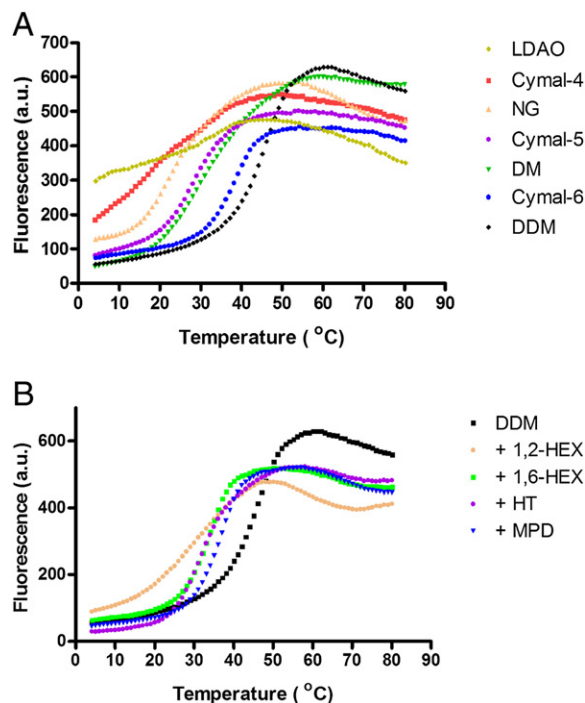 A
Fluorescence (a.u.)
700
600
500
400
300
200
100
0
0 10 20 30 40 50 60 70 80 90
Temperature ( °C)
LDAO
Cymal-4
NG
Cymal-5
DM
Cymal-6
DDM
B
Fluorescence (a.u.)
600
400
200
0
0 10 20 30 40 50 60 70 80 90
Temperature ( °C)
DDM
+ 1,2-HEX
+ 1,6-HEX
+ HT
+ MPD